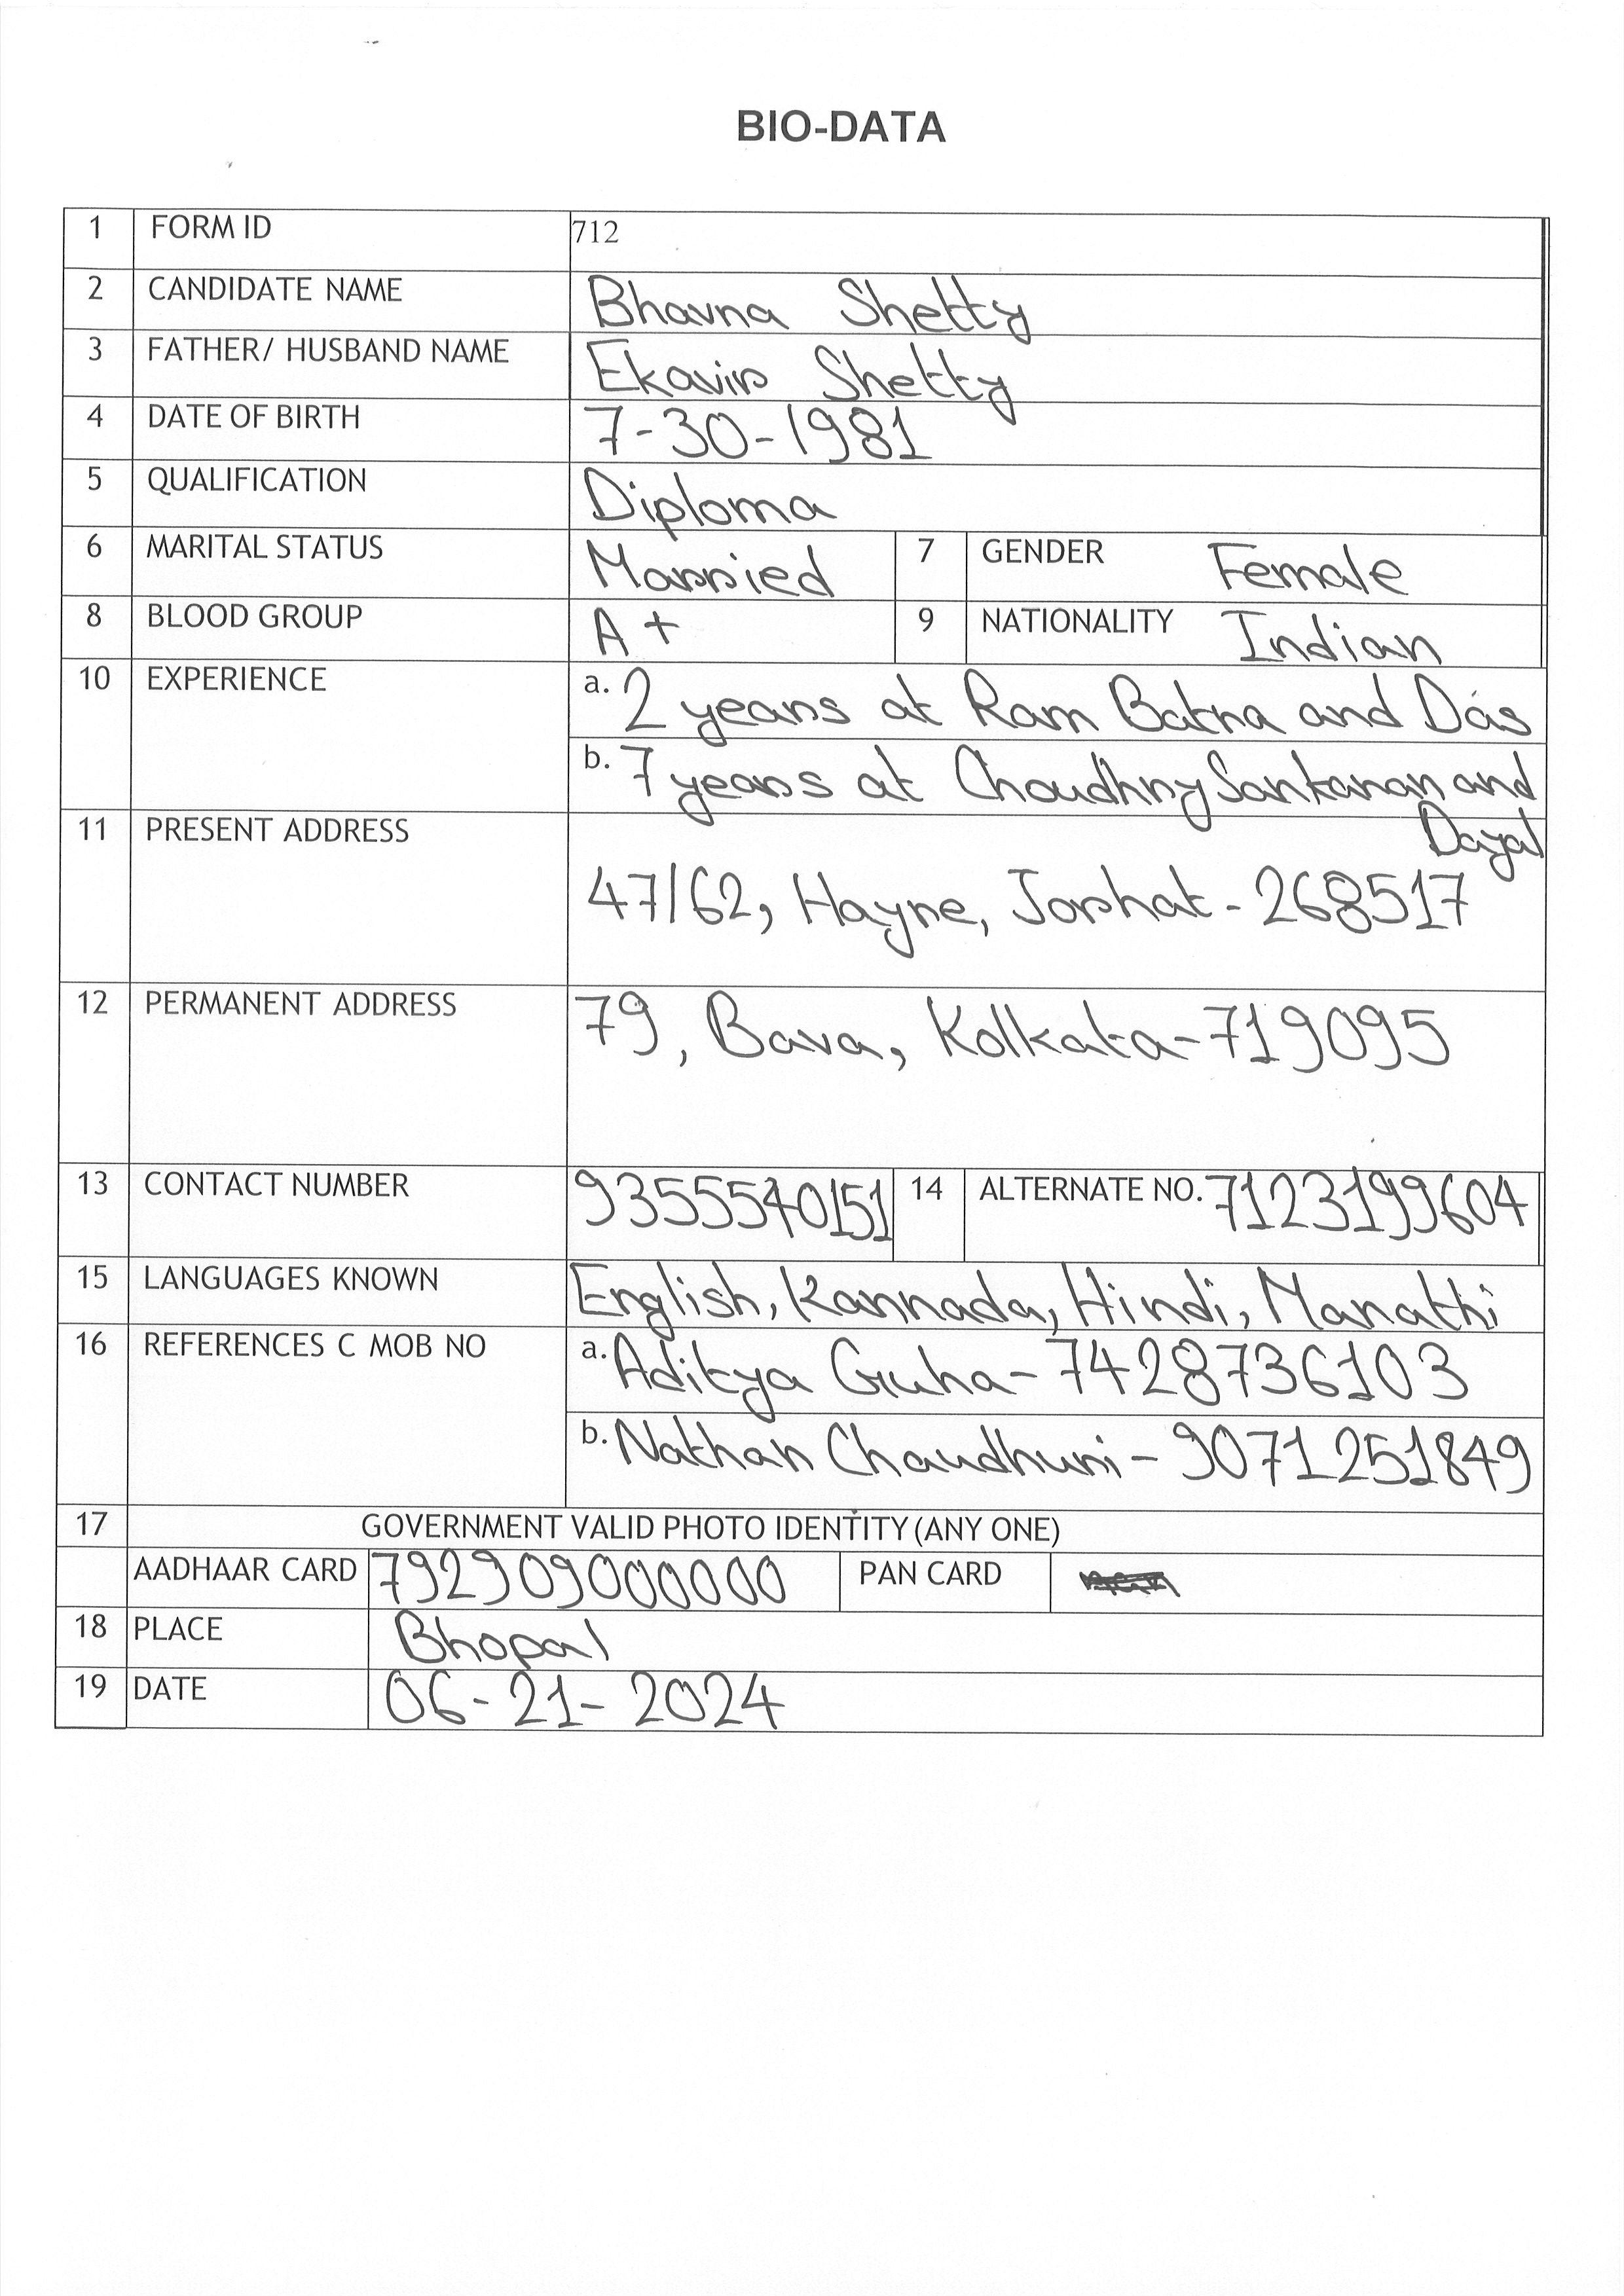 BIO-DATA
1 FORM ID 712
2 CANDIDATE NAME Bhavna Shetty
3 FATHER/ HUSBAND NAME Ekavir Shetty
4 DATE OF BIRTH 7-30-1981
5 QUALIFICATION Diploma
6 MARITAL STATUS Married 7 GENDER Female
8 BLOOD GROUP A+ 9 NATIONALITY Indian
10 EXPERIENCE a. 2 years at Ram Batra and Das
b. 7 years at Choudhry Sankaran and
Dayal
11 PRESENT ADDRESS
47/62, Hayre, Jorhat - 268517
12 PERMANENT ADDRESS 79, Bava, Kolkata-719095
13 CONTACT NUMBER 9355540151 14 ALTERNATE NO. 7123199604
15 LANGUAGES KNOWN English, Kannada, Hindi, Marathi
16 REFERENCES C MOB NO a. Aditya Guha- 7428736103
b. Nathan Chaudhuri - 9071251849
17 GOVERNMENT VALID PHOTO IDENTITY (ANY ONE)
AADHAAR CARD 792909000000 PAN CARD
18 PLACE Bhopal
19 DATE 06-21-2024